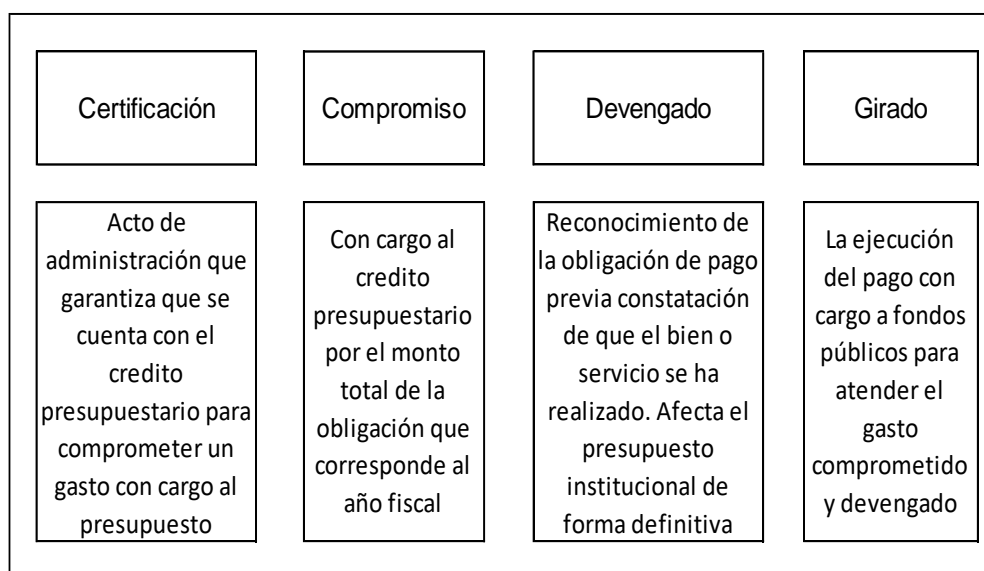 Certificación
Compromiso
Devengado
Girado
Acto de
administración que
garantiza que se
cuenta con el
credito
presupuestario para
comprometer un
gasto con cargo al
presupuesto
Con cargo al
credito
presupuestario
por el monto
total de la
obligación que
corresponde al
año fiscal
Reconocimiento de
la obligación de pago
previa constatación
de que el bien o
servicio se ha
realizado. Afecta el
presupuesto
institucional de
forma definitiva
La ejecución
del pago con
cargo a fondos
públicos para
atender el
gasto
comprometido
y devengado